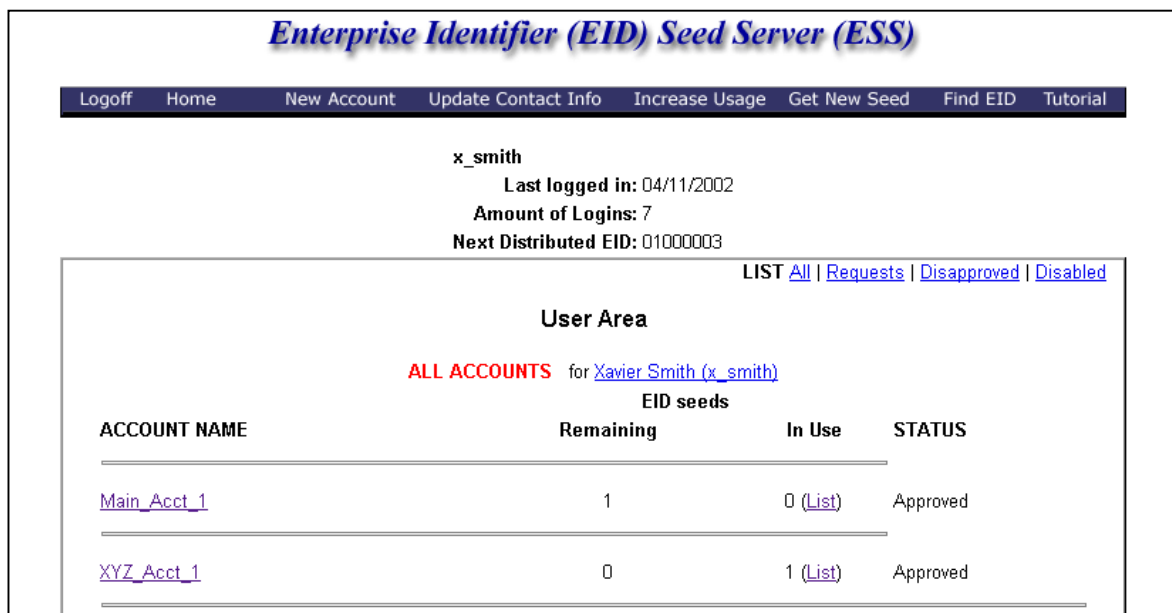 Enterprise Identifier (EID) Seed Server (ESS)
Logoff Home New Account Update Contact Info Increase Usage Get New Seed Find EID Tutorial
x_smith
Last logged in: 04/11/2002
Amount of Logins: 7
Next Distributed EID: 01000003
LIST All | Requests | Disapproved | Disabled
User Area
ALL ACCOUNTS for Xavier Smith (x_smith)
EID seeds
ACCOUNT NAME Remaining In Use STATUS
Main_Acct_1 1 0 (List) Approved
XYZ_Acct_1 0 1 (List) Approved